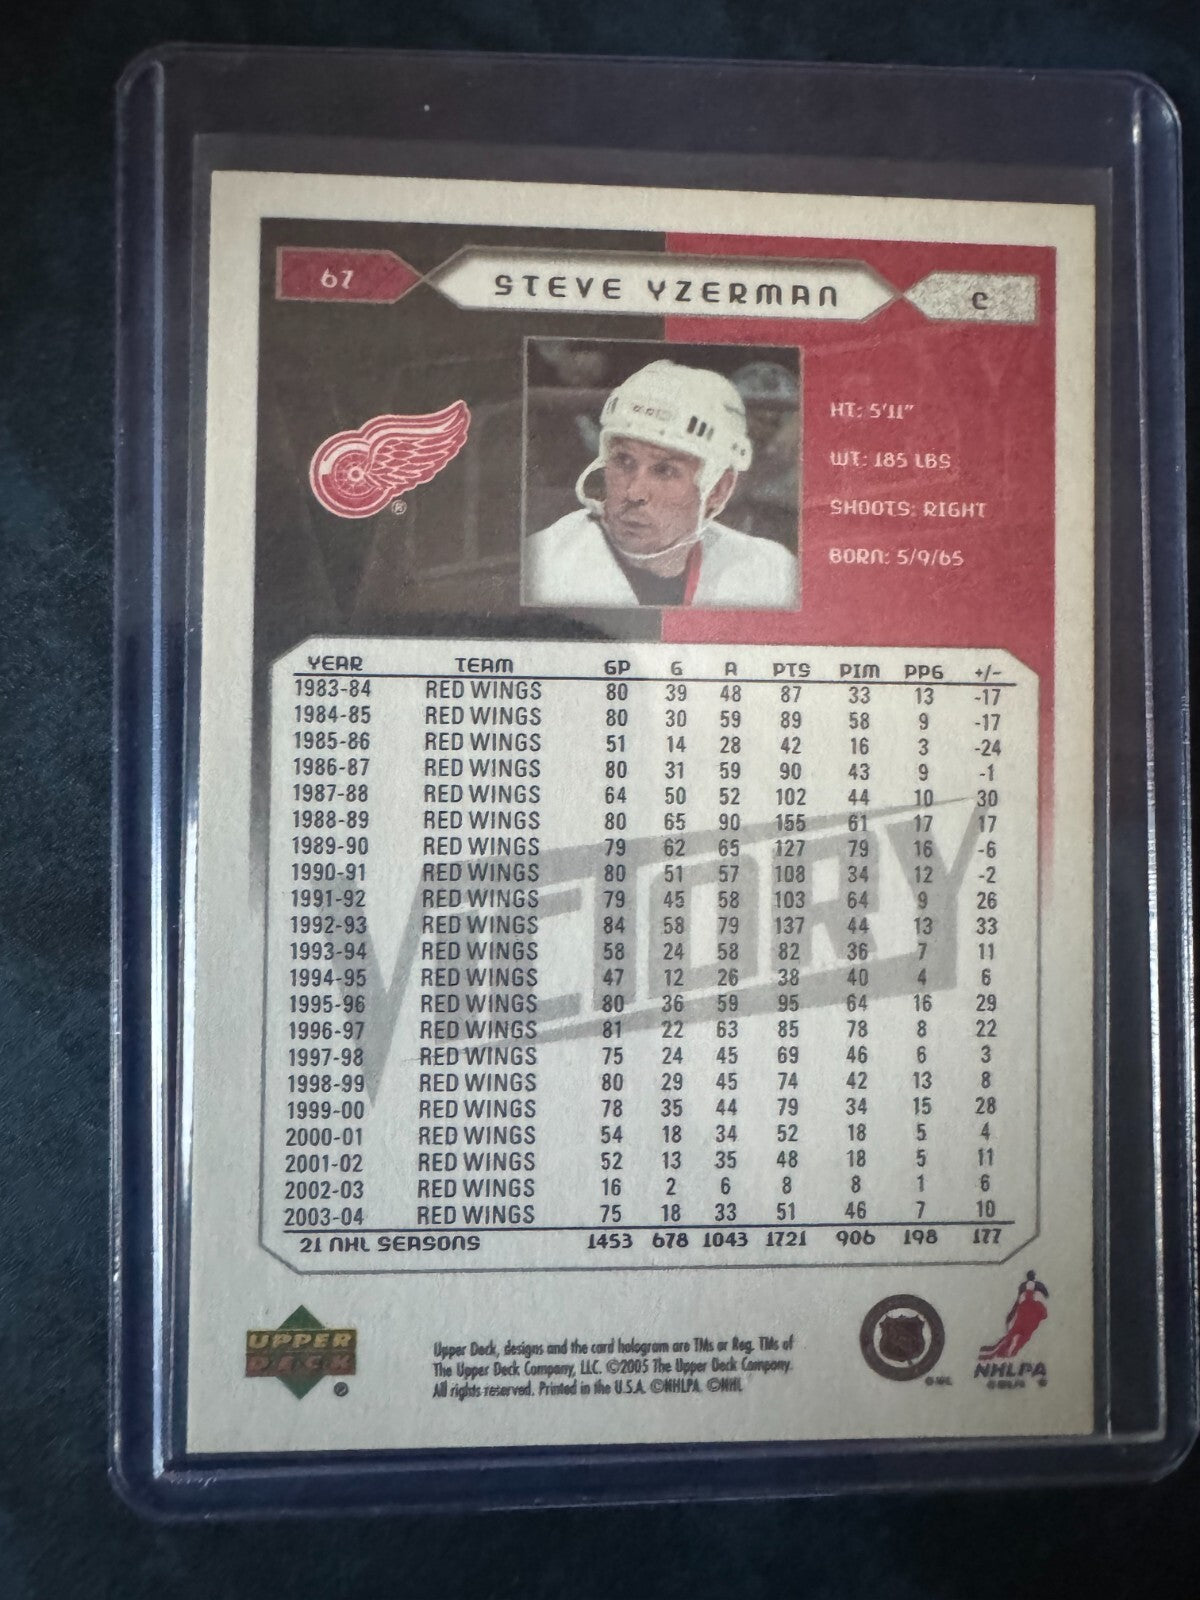 67 STEVE YZERMAN C
HT: 5'11"
WT: 185 LBS
SHOOTS: RIGHT
BORN: 5/9/65
®
YEAR TEAM GP G A PTS PIM PPG +/-
1983-84 RED WINGS 80 39 48 87 33 13 -17
1984-85 RED WINGS 80 30 59 89 58 9 -17
1985-86 RED WINGS 51 14 28 42 16 3 -24
1986-87 RED WINGS 80 31 59 90 43 9 -1
1987-88 RED WINGS 64 50 52 102 44 10 30
1988-89 RED WINGS 80 65 90 155 61 17 17
1989-90 RED WINGS 79 62 65 127 79 16 -6
1990-91 RED WINGS 80 51 57 108 34 12 -2
1991-92 RED WINGS 79 45 58 103 64 9 26
1992-93 RED WINGS 84 58 79 137 44 13 33
1993-94 RED WINGS 58 24 58 82 36 7 11
1994-95 RED WINGS 47 12 26 38 40 4 6
1995-96 RED WINGS 80 36 59 95 64 16 29
1996-97 RED WINGS 81 22 63 85 78 8 22
1997-98 RED WINGS 75 24 45 69 46 6 3
1998-99 RED WINGS 80 29 45 74 42 13 8
1999-00 RED WINGS 78 35 44 79 34 15 28
2000-01 RED WINGS 54 18 34 52 18 5 4
2001-02 RED WINGS 52 13 35 48 18 5 11
2002-03 RED WINGS 16 2 6 8 8 1 6
2003-04 RED WINGS 75 18 33 51 46 7 10
21 NHL SEASONS 1453 678 1043 1721 906 198 177
VICTORY
UPPER
DECK
®
Upper Deck, designs and the card hologram are TMs or Reg. TMs of
The Upper Deck Company, LLC. ©2005 The Upper Deck Company.
All rights reserved. Printed in the U.S.A. ©NHLPA ©NHL
NHLPA